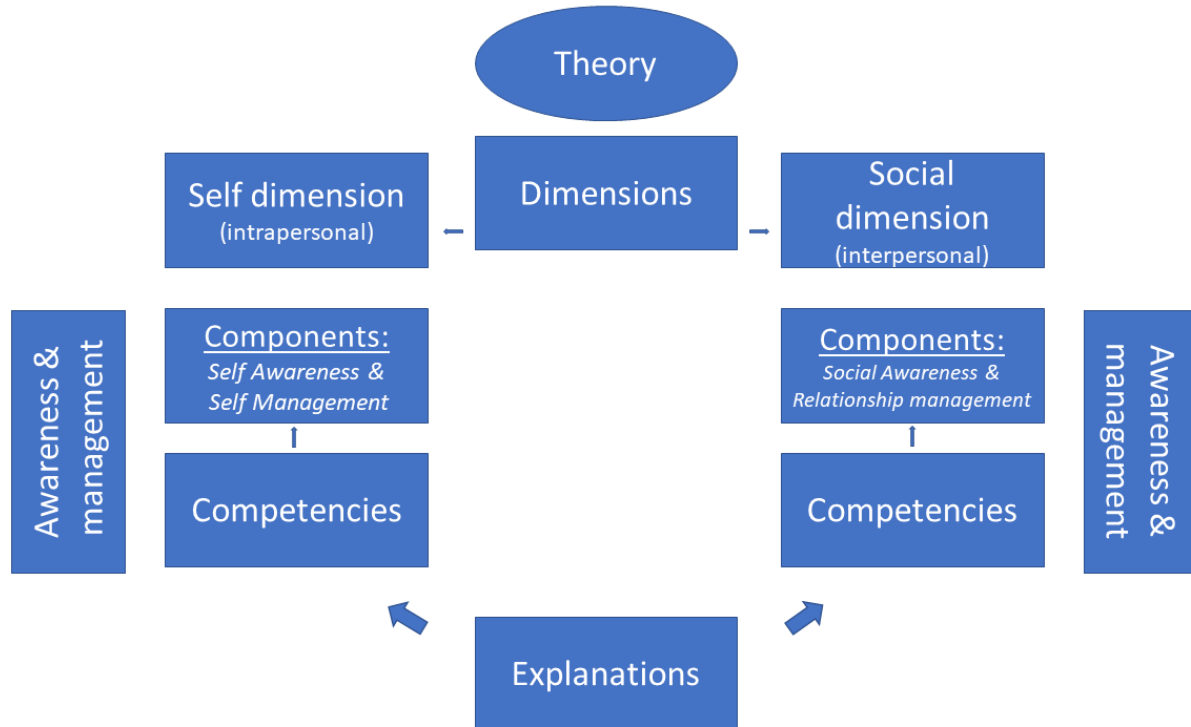 Theory
Self dimension
(intrapersonal)
Dimensions
Social
dimension
(interpersonal)
Awareness &
management
Components:
Self Awareness &
Self Management
Components:
Social Awareness &
Relationship management
Awareness &
management
Competencies
Competencies
Explanations